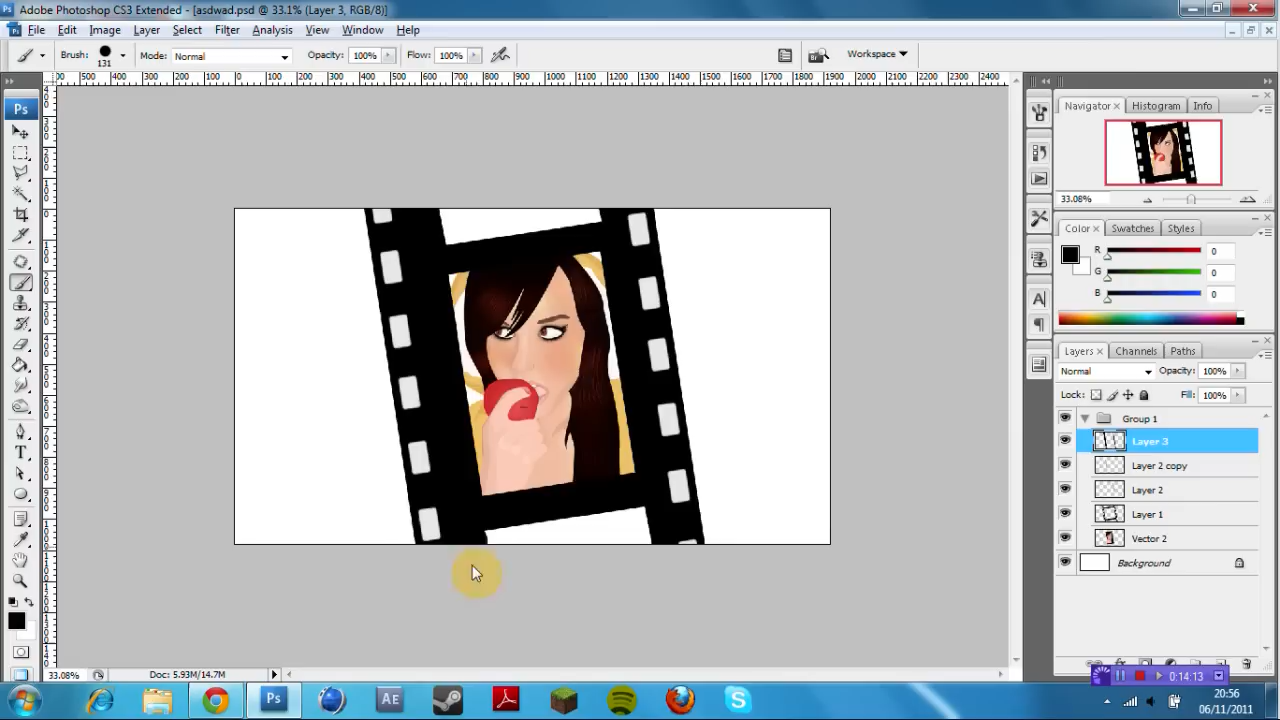 Adobe Photoshop CS3 Extended - [asdwad.psd @ 33.1% (Layer 3, RGB/8)]
File Edit Image Layer Select Filter Analysis View Window Help
Brush: 131 Mode: Normal Opacity: 100% Flow: 100% Workspace
Ps
Navigator Histogram Info
33.08%
Color Swatches Styles
R 0
G 0
B 0
Layers Channels Paths
Normal Opacity: 100%
Lock: Fill: 100%
Group 1
Layer 3
Layer 2 copy
Layer 2
Layer 1
Vector 2
Background
33.08% Doc: 5.93M/14.7M
0:14:13
Ps AE
20:56
06/11/2011